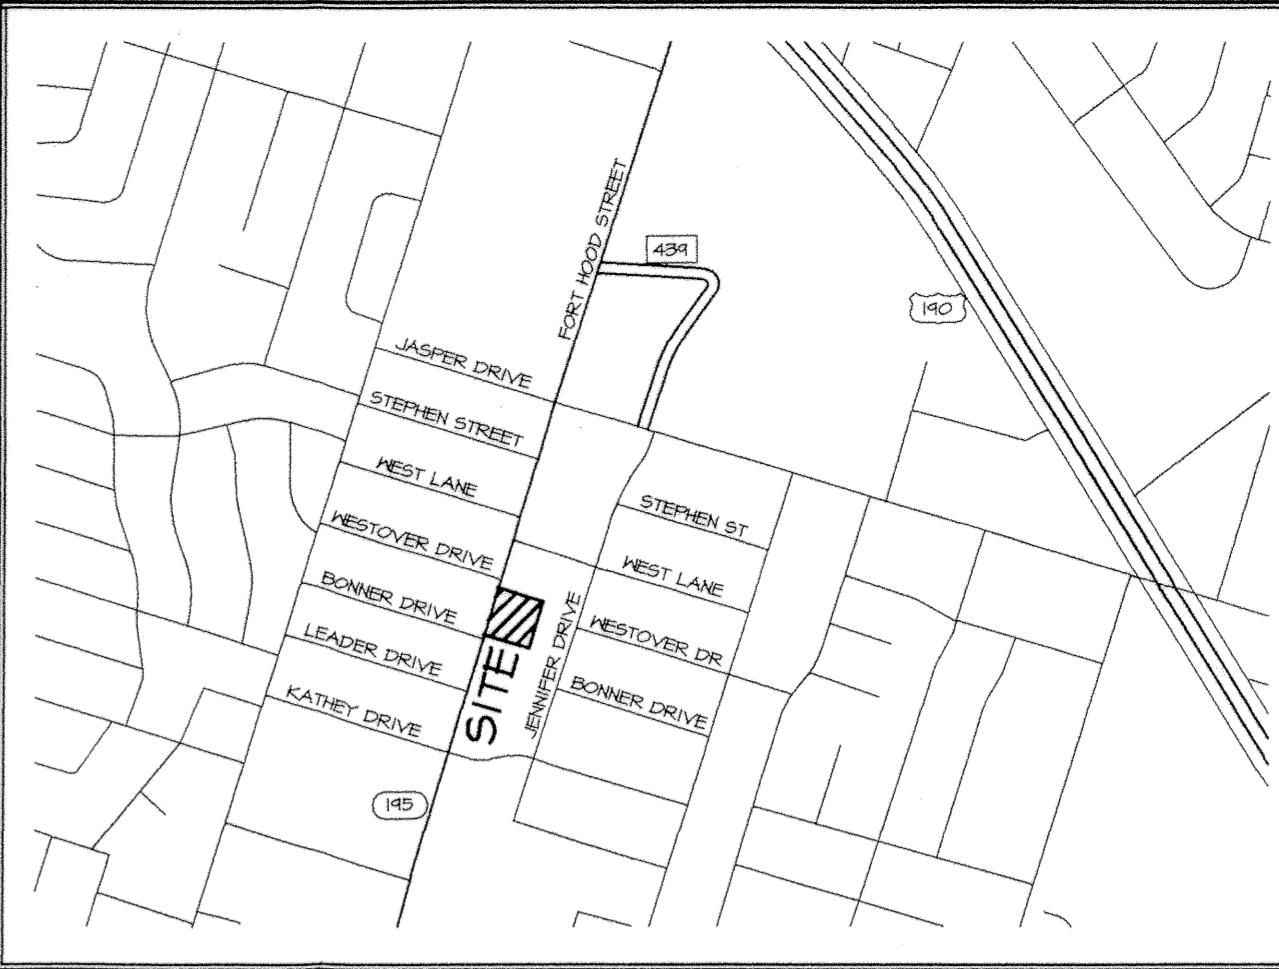 FORT HOOD STREET
439
190
JASPER DRIVE
STEPHEN STREET
WEST LANE
WESTOVER DRIVE
BONNER DRIVE
LEADER DRIVE
KATHEY DRIVE
SITE
JENNIFER DRIVE
STEPHEN ST
WEST LANE
WESTOVER DR
BONNER DRIVE
195